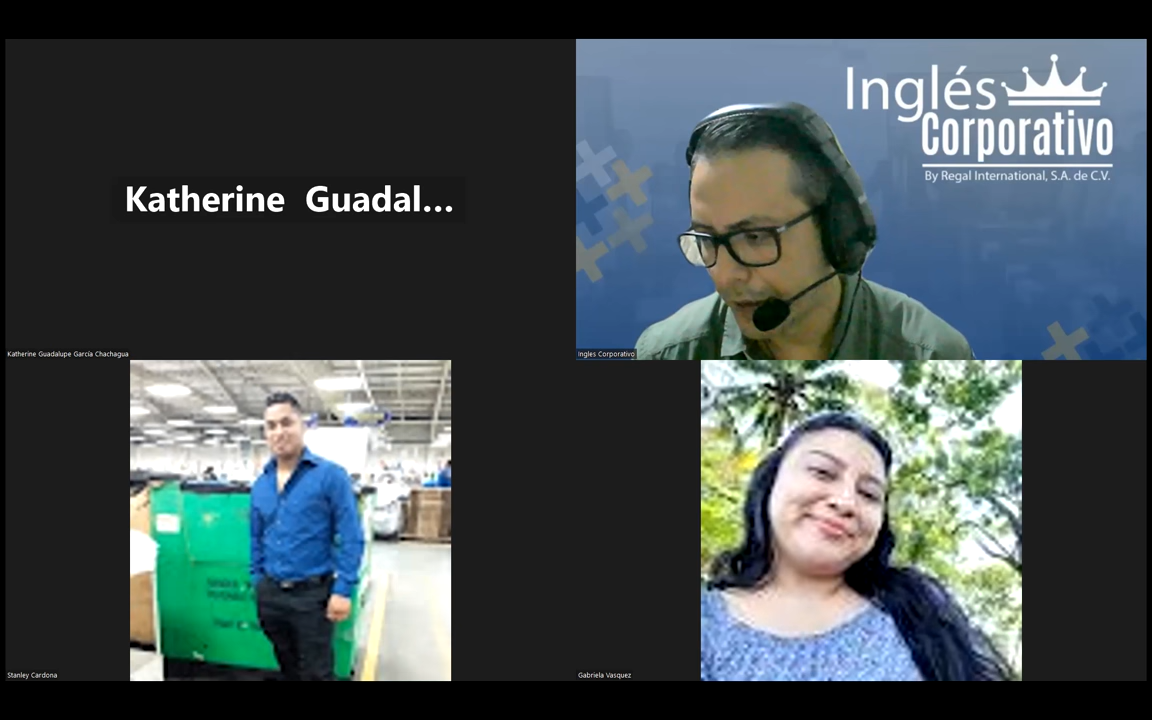 Katherine Guadal...
Katherine Guadalupe García Chachagua
Inglés
Corporativo
By Regal International, S.A. de C.V.
Ingles Corporativo
Stanley Cardona
Gabriela Vasquez